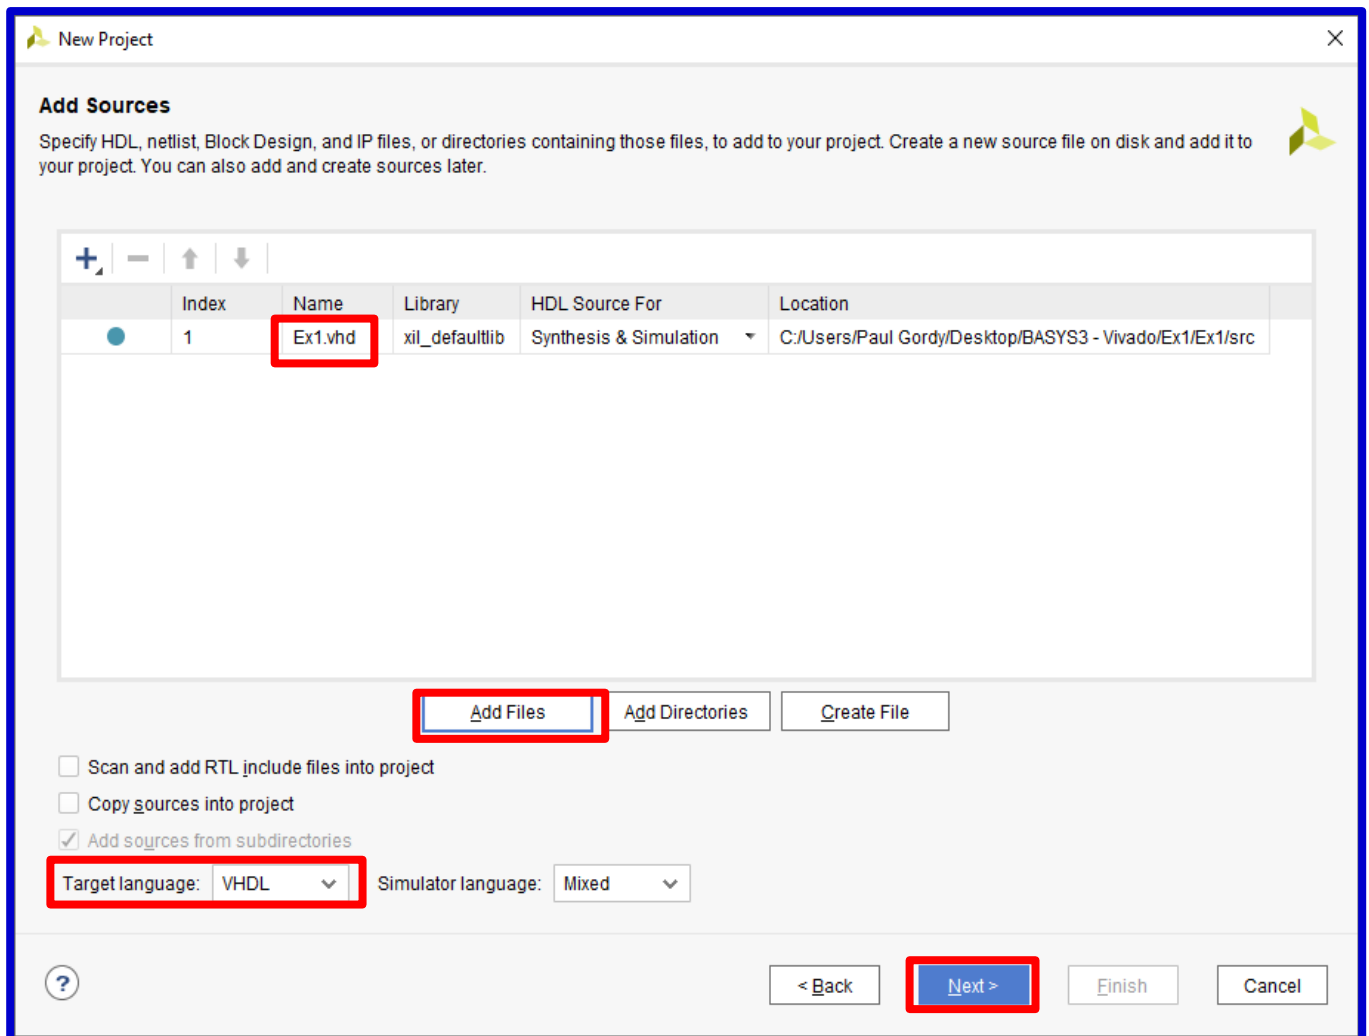 New Project
Add Sources
Specify HDL, netlist, Block Design, and IP files, or directories containing those files, to add to your project. Create a new source file on disk and add it to
your project. You can also add and create sources later.
Index Name Library HDL Source For Location
1 Ex1.vhd xil_defaultlib Synthesis & Simulation C:/Users/Paul Gordy/Desktop/BASYS3 - Vivado/Ex1/Ex1/src
Add Files Add Directories Create File
Scan and add RTL include files into project
Copy sources into project
Add sources from subdirectories
Target language: VHDL Simulator language: Mixed
? < Back Next > Finish Cancel